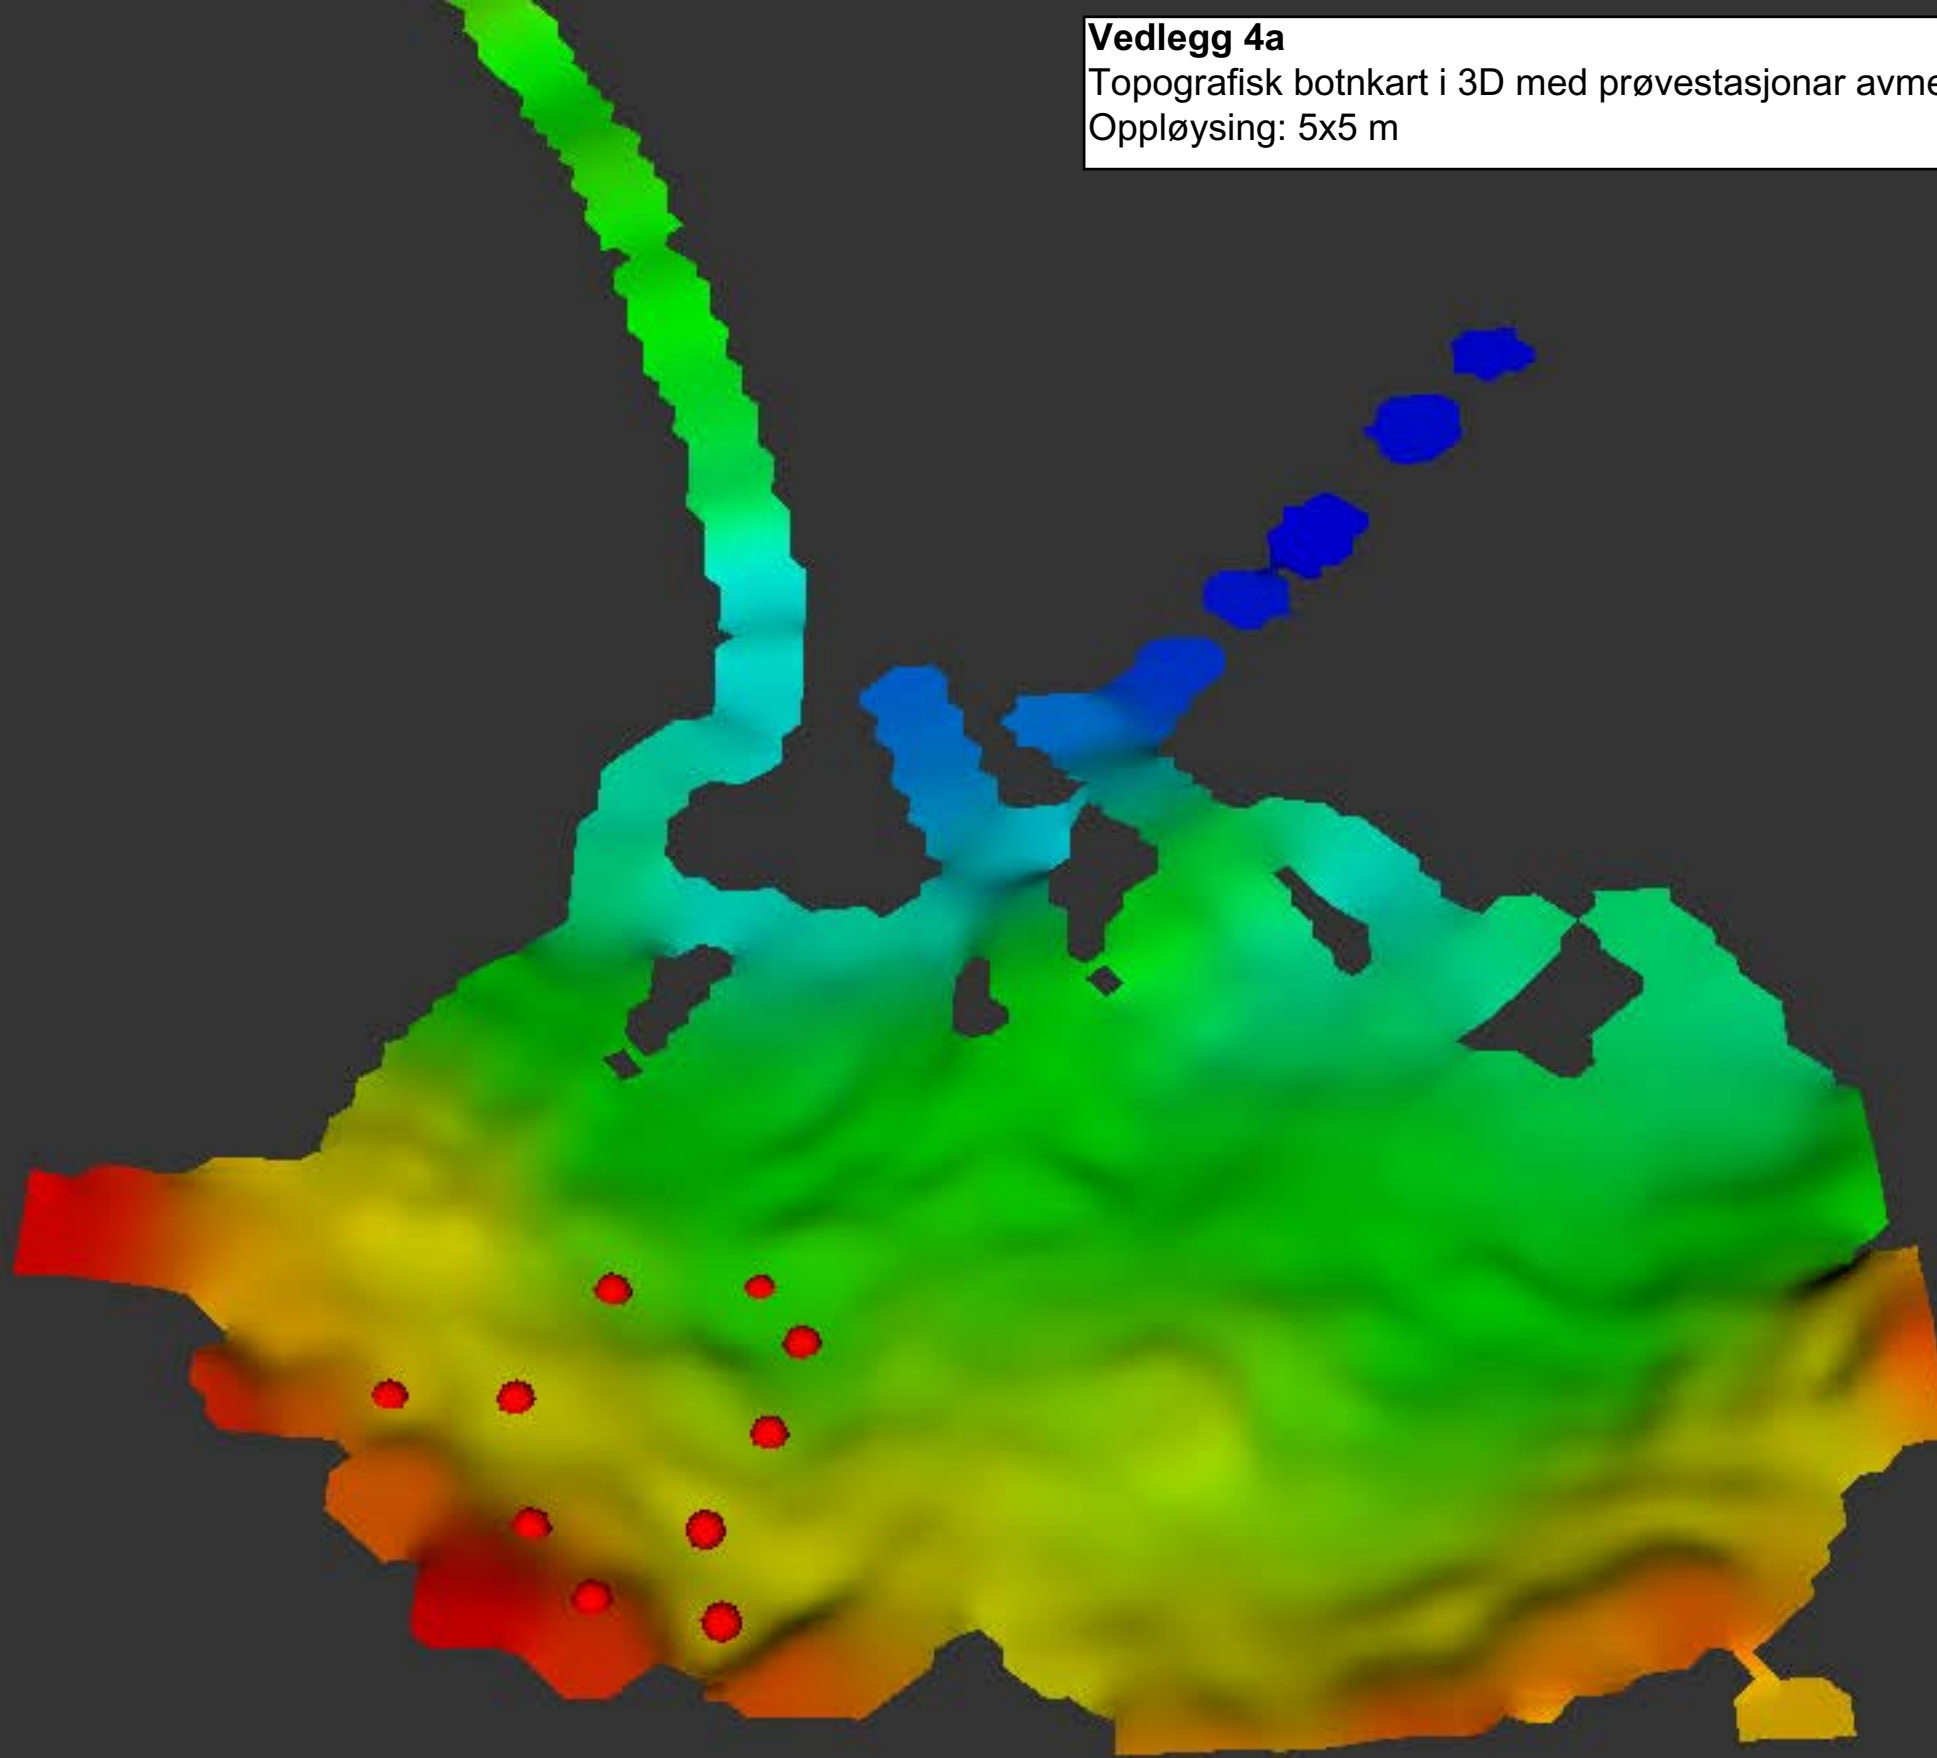 Vedlegg 4a
Topografisk botnkart i 3D med prøvestasjonar
Oppløysing: 5x5 m